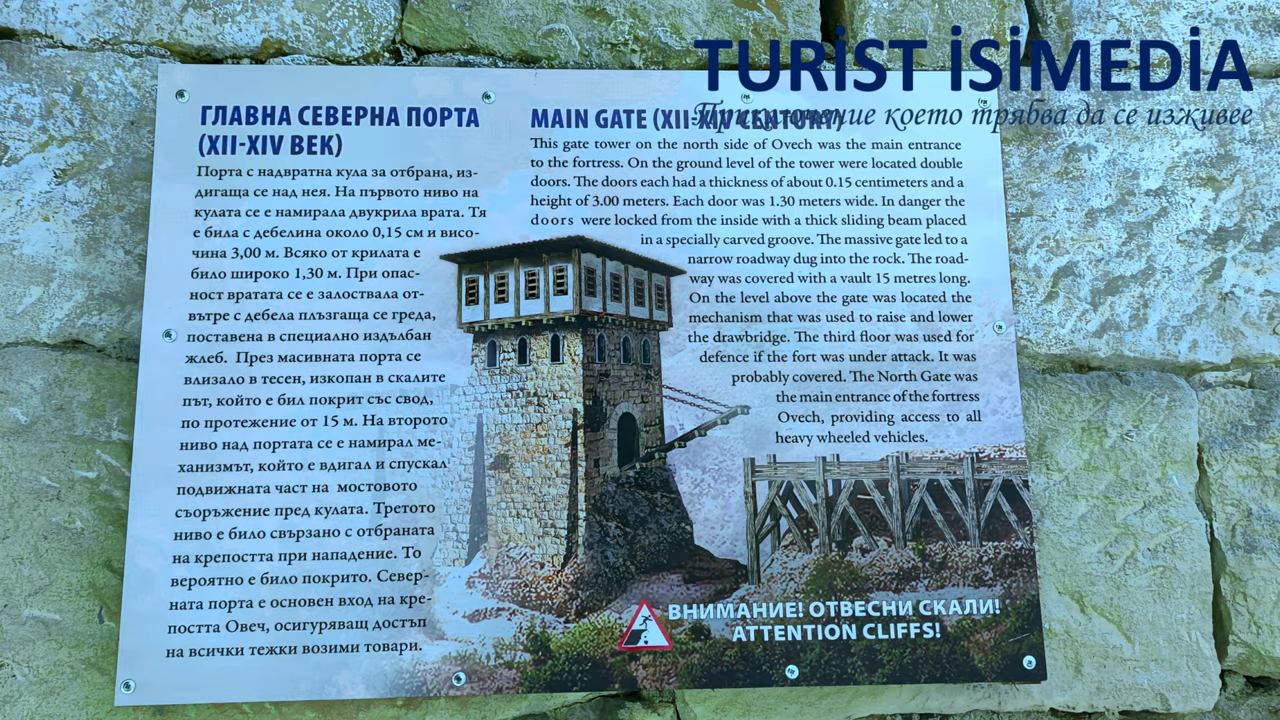 TURİST İSİMEDİA
Приключение което трябва да се изживее
ГЛАВНА СЕВЕРНА ПОРТА
(XII-XIV ВЕК)
Порта с надвратна кула за отбрана, из-
дигаща се над нея. На първото ниво на
кулата се е намирала двукрила врата. Тя
е била с дебелина около 0,15 см и висо-
чина 3,00 м. Всяко от крилата е
било широко 1,30 м. При опас-
ност вратата се е залоствала от-
вътре с дебела плъзгаща се греда,
поставена в специално издълбан
жлеб. През масивната порта се
влизало в тесен, изкопан в скалите
път, който е бил покрит със свод,
по протежение от 15 м. На второто
ниво над портата се е намирал ме-
ханизмът, който е вдигал и спускал
подвижната част на мостовото
съоръжение пред кулата. Третото
ниво е било свързано с отбраната
на крепостта при нападение. То
вероятно е било покрито. Север-
ната порта е основен вход на кре-
постта Овеч, осигуряващ достъп
на всички тежки возими товари.
MAIN GATE (XII-XIV CENTURY)
This gate tower on the north side of Ovech was the main entrance
to the fortress. On the ground level of the tower were located double
doors. The doors each had a thickness of about 0.15 centimeters and a
height of 3.00 meters. Each door was 1.30 meters wide. In danger the
doors were locked from the inside with a thick sliding beam placed
in a specially carved groove. The massive gate led to a
narrow roadway dug into the rock. The road-
way was covered with a vault 15 metres long.
On the level above the gate was located the
mechanism that was used to raise and lower
the drawbridge. The third floor was used for
defence if the fort was under attack. It was
probably covered. The North Gate was
the main entrance of the fortress
Ovech, providing access to all
heavy wheeled vehicles.
ВНИМАНИЕ! ОТВЕСНИ СКАЛИ!
ATTENTION CLIFFS!